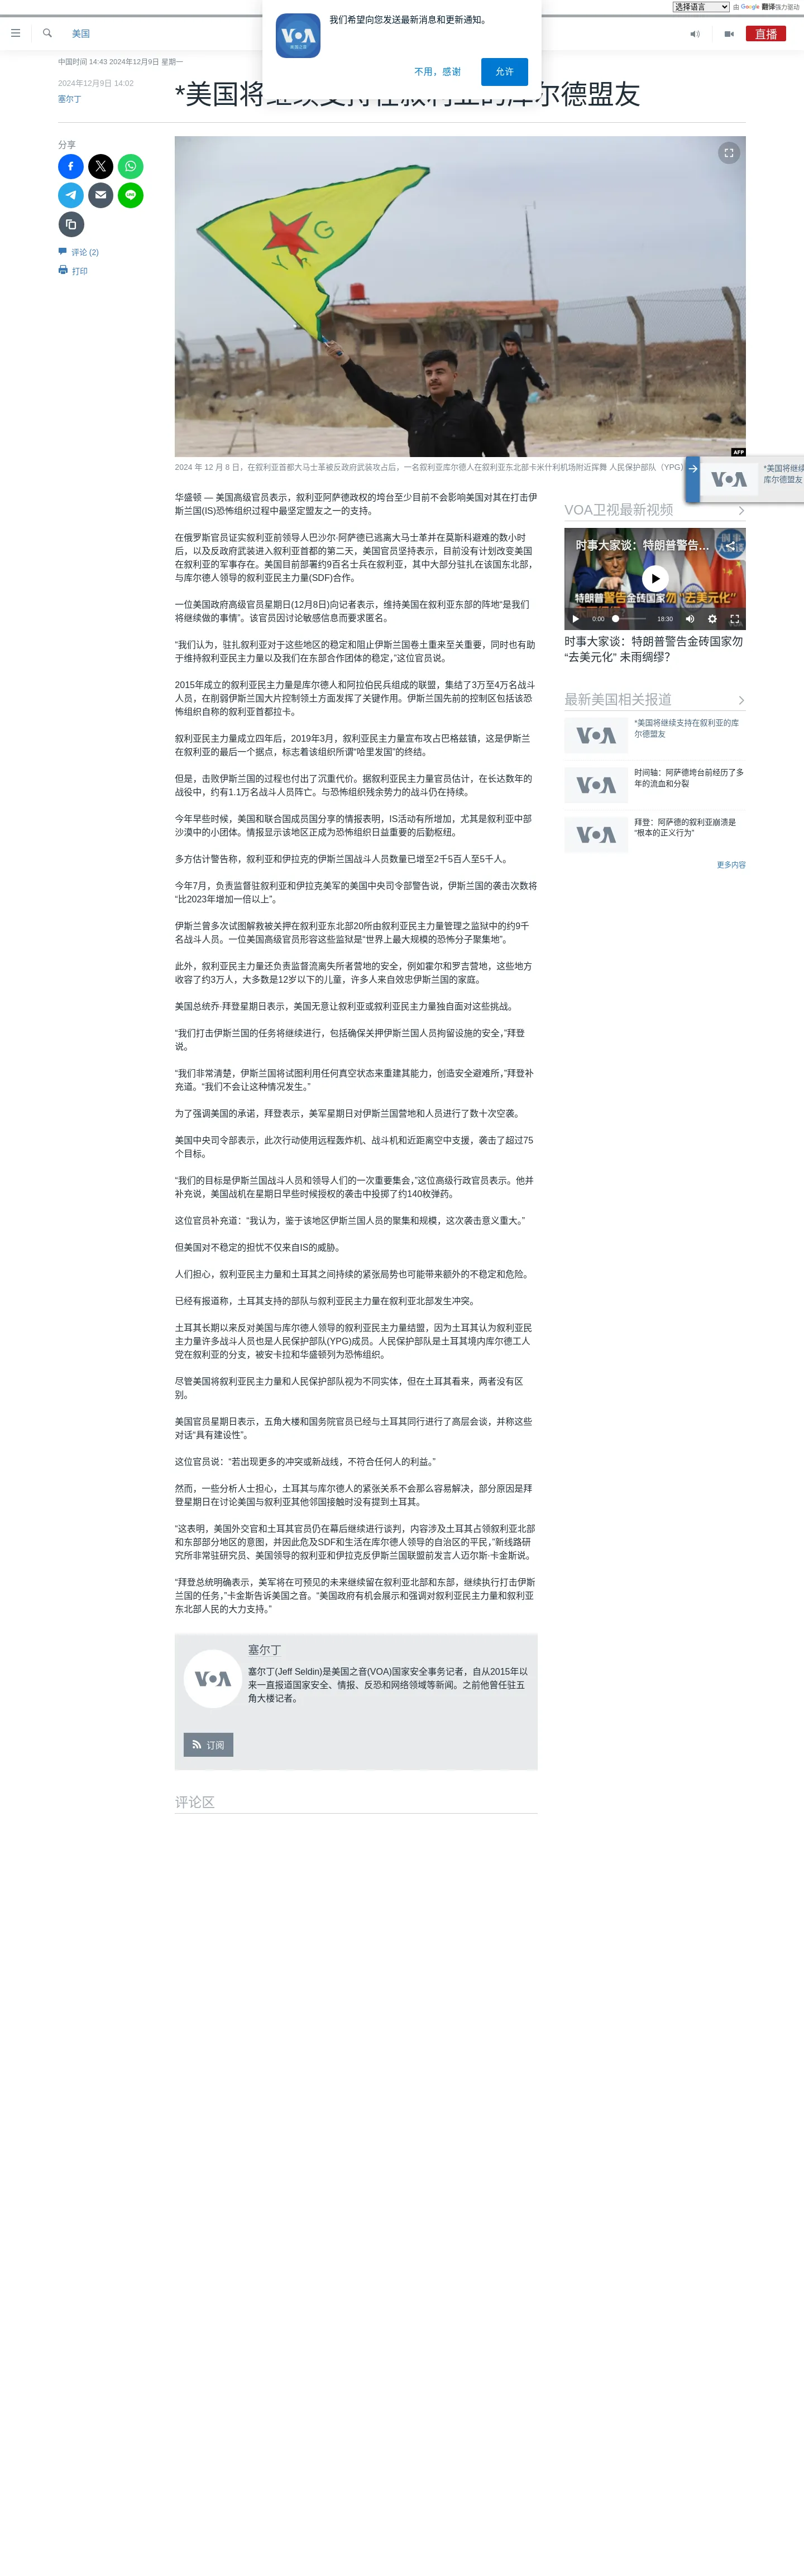 选择语言 由 Google 翻译强力驱动
我们希望向您发送最新消息和更新通知。
不用，感谢 允许
美国
直播
中国时间 14:43 2024年12月9日 星期一
2024年12月9日 14:02
塞尔丁
*美国将继续支持在叙利亚的库尔德盟友
分享
评论 (2)
打印
Y G
AFP
2024 年 12 月 8 日，在叙利亚首都大马士革被反政府武装攻占后，一名叙利亚库尔德人在叙利亚东北部卡米什利机场附近挥舞 人民保护部队（YPG）
*美国将继续
库尔德盟友
VOA
华盛顿 — 美国高级官员表示，叙利亚阿萨德政权的垮台至少目前不会影响美国对其在打击伊
斯兰国(IS)恐怖组织过程中最坚定盟友之一的支持。
在俄罗斯官员证实叙利亚前领导人巴沙尔·阿萨德已逃离大马士革并在莫斯科避难的数小时
后，以及反政府武装进入叙利亚首都的第二天，美国官员坚持表示，目前没有计划改变美国
在叙利亚的军事存在。美国目前部署约9百名士兵在叙利亚，其中大部分驻扎在该国东北部，
与库尔德人领导的叙利亚民主力量(SDF)合作。
一位美国政府高级官员星期日(12月8日)向记者表示，维持美国在叙利亚东部的阵地“是我们
将继续做的事情”。该官员因讨论敏感信息而要求匿名。
“我们认为，驻扎叙利亚对于这些地区的稳定和阻止伊斯兰国卷土重来至关重要，同时也有助
于维持叙利亚民主力量以及我们在东部合作团体的稳定，”这位官员说。
2015年成立的叙利亚民主力量是库尔德人和阿拉伯民兵组成的联盟，集结了3万至4万名战斗
人员，在削弱伊斯兰国大片控制领土方面发挥了关键作用。伊斯兰国先前的控制区包括该恐
怖组织自称的叙利亚首都拉卡。
叙利亚民主力量成立四年后，2019年3月，叙利亚民主力量宣布攻占巴格兹镇，这是伊斯兰
在叙利亚的最后一个据点，标志着该组织所谓“哈里发国”的终结。
但是，击败伊斯兰国的过程也付出了沉重代价。据叙利亚民主力量官员估计，在长达数年的
战役中，约有1.1万名战斗人员阵亡。与恐怖组织残余势力的战斗仍在持续。
今年早些时候，美国和联合国成员国分享的情报表明，IS活动有所增加，尤其是叙利亚中部
沙漠中的小团体。情报显示该地区正成为恐怖组织日益重要的后勤枢纽。
多方估计警告称，叙利亚和伊拉克的伊斯兰国战斗人员数量已增至2千5百人至5千人。
今年7月，负责监督驻叙利亚和伊拉克美军的美国中央司令部警告说，伊斯兰国的袭击次数将
“比2023年增加一倍以上”。
伊斯兰曾多次试图解救被关押在叙利亚东北部20所由叙利亚民主力量管理之监狱中的约9千
名战斗人员。一位美国高级官员形容这些监狱是“世界上最大规模的恐怖分子聚集地”。
此外，叙利亚民主力量还负责监督流离失所者营地的安全，例如霍尔和罗吉营地，这些地方
收容了约3万人，大多数是12岁以下的儿童，许多人来自效忠伊斯兰国的家庭。
美国总统乔·拜登星期日表示，美国无意让叙利亚或叙利亚民主力量独自面对这些挑战。
“我们打击伊斯兰国的任务将继续进行，包括确保关押伊斯兰国人员拘留设施的安全，”拜登
说。
“我们非常清楚，伊斯兰国将试图利用任何真空状态来重建其能力，创造安全避难所，”拜登补
充道。“我们不会让这种情况发生。”
为了强调美国的承诺，拜登表示，美军星期日对伊斯兰国营地和人员进行了数十次空袭。
美国中央司令部表示，此次行动使用远程轰炸机、战斗机和近距离空中支援，袭击了超过75
个目标。
“我们的目标是伊斯兰国战斗人员和领导人们的一次重要集会，”这位高级行政官员表示。他并
补充说，美国战机在星期日早些时候授权的袭击中投掷了约140枚弹药。
这位官员补充道：“我认为，鉴于该地区伊斯兰国人员的聚集和规模，这次袭击意义重大。”
但美国对不稳定的担忧不仅来自IS的威胁。
人们担心，叙利亚民主力量和土耳其之间持续的紧张局势也可能带来额外的不稳定和危险。
已经有报道称，土耳其支持的部队与叙利亚民主力量在叙利亚北部发生冲突。
土耳其长期以来反对美国与库尔德人领导的叙利亚民主力量结盟，因为土耳其认为叙利亚民
主力量许多战斗人员也是人民保护部队(YPG)成员。人民保护部队是土耳其境内库尔德工人
党在叙利亚的分支，被安卡拉和华盛顿列为恐怖组织。
尽管美国将叙利亚民主力量和人民保护部队视为不同实体，但在土耳其看来，两者没有区
别。
美国官员星期日表示，五角大楼和国务院官员已经与土耳其同行进行了高层会谈，并称这些
对话“具有建设性”。
这位官员说：“若出现更多的冲突或新战线，不符合任何人的利益。”
然而，一些分析人士担心，土耳其与库尔德人的紧张关系不会那么容易解决，部分原因是拜
登星期日在讨论美国与叙利亚其他邻国接触时没有提到土耳其。
“这表明，美国外交官和土耳其官员仍在幕后继续进行谈判，内容涉及土耳其占领叙利亚北部
和东部部分地区的意图，并因此危及SDF和生活在库尔德人领导的自治区的平民，”新线路研
究所非常驻研究员、美国领导的叙利亚和伊拉克反伊斯兰国联盟前发言人迈尔斯·卡金斯说。
“拜登总统明确表示，美军将在可预见的未来继续留在叙利亚北部和东部，继续执行打击伊斯
兰国的任务，”卡金斯告诉美国之音。“美国政府有机会展示和强调对叙利亚民主力量和叙利亚
东北部人民的大力支持。”
VOA
塞尔丁
塞尔丁(Jeff Seldin)是美国之音(VOA)国家安全事务记者，自从2015年以
来一直报道国家安全、情报、反恐和网络领域等新闻。之前他曾任驻五
角大楼记者。
订阅
评论区
VOA卫视最新视频
时事大家谈：特朗普警告…
特朗普警告金砖国家勿“去美元化”
0:00 18:30
时事大家谈：特朗普警告金砖国家勿
“去美元化” 未雨绸缪？
最新美国相关报道
VOA
*美国将继续支持在叙利亚的库
尔德盟友
VOA
时间轴：阿萨德垮台前经历了多
年的流血和分裂
VOA
拜登：阿萨德的叙利亚崩溃是
“根本的正义行为”
更多内容